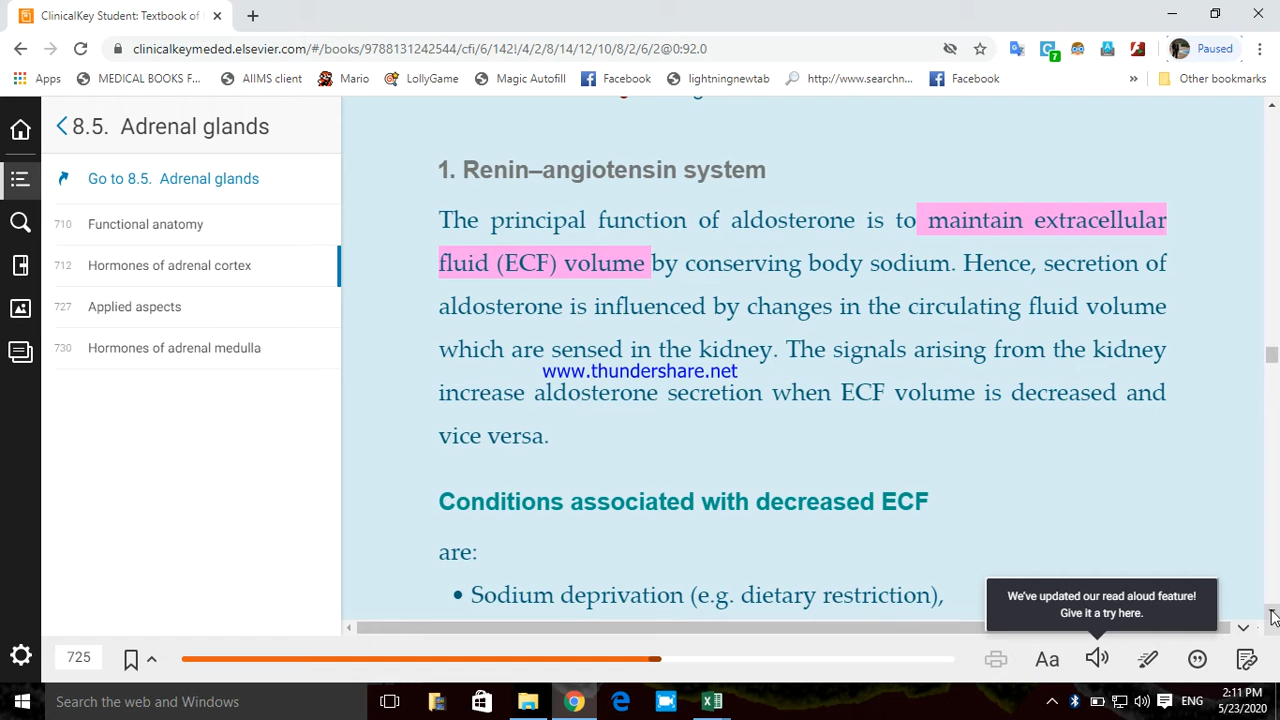 ClinicalKey Student: Textbook of
clinicalkeymeded.elsevier.com/#/books/9788131242544/cfi/6/142!/4/2/8/14/12/10/8/2/6/2@0:92.0
7
Paused
Apps
MEDICAL BOOKS F...
AIIMS client
Mario
LollyGame
Magic Autofill
Facebook
lightningnewtab
http://www.searchn...
Facebook
»
Other bookmarks
8.5. Adrenal glands
Go to 8.5. Adrenal glands
710 Functional anatomy
712 Hormones of adrenal cortex
727 Applied aspects
730 Hormones of adrenal medulla
1. Renin–angiotensin system
The principal function of aldosterone is to maintain extracellular
fluid (ECF) volume by conserving body sodium. Hence, secretion of
aldosterone is influenced by changes in the circulating fluid volume
which are sensed in the kidney. The signals arising from the kidney
www.thundershare.net
increase aldosterone secretion when ECF volume is decreased and
vice versa.
Conditions associated with decreased ECF
are:
• Sodium deprivation (e.g. dietary restriction),
We've updated our read aloud feature!
Give it a try here.
725
Aa
Search the web and Windows
ENG
2:11 PM
5/23/2020